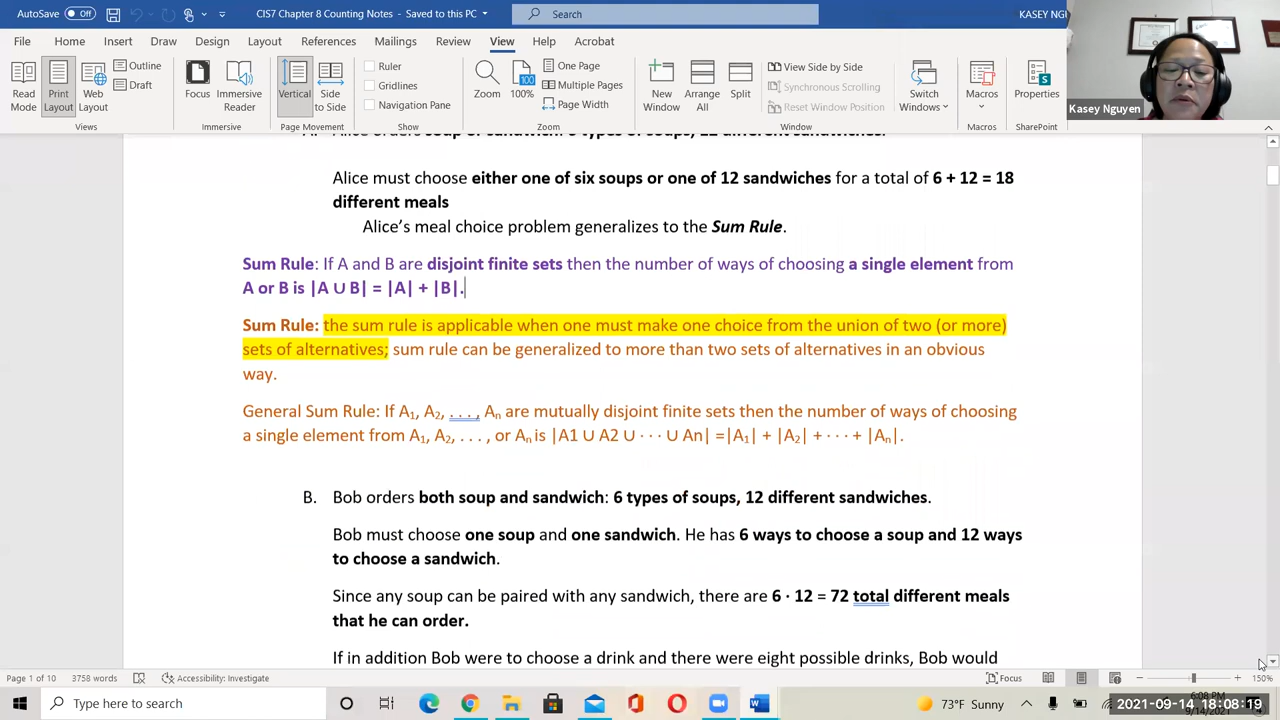 AutoSave Off CIS7 Chapter6 Saved - Saved to this PC Search KASEY NGU
File Home Insert Draw Design Layout References Mailings Review View Help Acrobat
Read Mode Print Layout Web Layout Outline Draft Focus Immersive Reader Vertical Side to Side Ruler Gridlines Navigation Pane Zoom 100% One Page Multiple Pages Page Width New Window Arrange All Split View Side by Side Synchronous Scrolling Reset Window Position Switch Windows Macros Properties
Views Immersive Page Movement Show Zoom Window Macros SharePoint
Kasey Nguyen
Alice must choose either one of six soups or one of 12 sandwiches for a total of 6 + 12 = 18
different meals
Alice's meal choice problem generalizes to the Sum Rule.
Sum Rule: If A and B are disjoint finite sets then the number of ways of choosing a single element from
A or B is |A ∪ B| = |A| + |B|.
Sum Rule: the sum rule is applicable when one must make one choice from the union of two (or more)
sets of alternatives; sum rule can be generalized to more than two sets of alternatives in an obvious
way.
General Sum Rule: If A₁, A₂, . . . , Aₙ are mutually disjoint finite sets then the number of ways of choosing
a single element from A₁, A₂, . . . , or Aₙ is |A1 ∪ A2 ∪ · · · ∪ An| =|A₁| + |A₂| + · · · + |Aₙ|.
B. Bob orders both soup and sandwich: 6 types of soups, 12 different sandwiches.
Bob must choose one soup and one sandwich. He has 6 ways to choose a soup and 12 ways
to choose a sandwich.
Since any soup can be paired with any sandwich, there are 6 · 12 = 72 total different meals
that he can order.
If in addition Bob were to choose a drink and there were eight possible drinks, Bob would
Page 1 of 10 3758 words Accessibility: Investigate Focus 150%
Type here to search 73°F Sunny 6:08 PM
2021-09-14 18:08:19